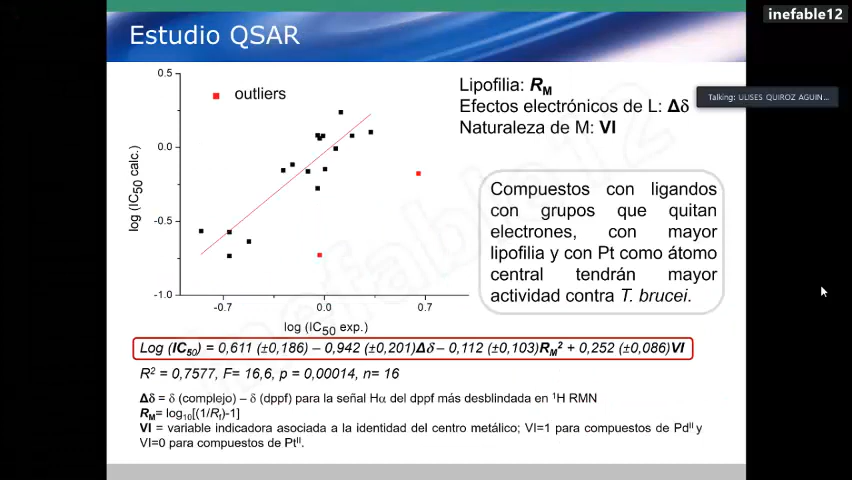 inefable12
Estudio QSAR
Talking: ULISES QUIROZ AGUIN...
Lipofilia: RM
Efectos electrónicos de L: Δδ
Naturaleza de M: VI
outliers
0.5
0.0
-0.5
-1.0
log (IC50 calc.)
-0.7
0.0
0.7
log (IC50 exp.)
Compuestos con ligandos
con grupos que quitan
electrones, con mayor
lipofilia y con Pt como átomo
central tendrán mayor
actividad contra T. brucei.
Log (IC50) = 0,611 (±0,186) – 0,942 (±0,201)Δδ – 0,112 (±0,103)RM² + 0,252 (±0,086)VI
R² = 0,7577, F= 16,6, p = 0,00014, n= 16
Δδ = δ (complejo) – δ (dppf) para la señal Hα del dppf más desblindada en ¹H RMN
RM= log10[(1/Rf)-1]
VI = variable indicadora asociada a la identidad del centro metálico; VI=1 para compuestos de PdII y
VI=0 para compuestos de PtII.
inefable12